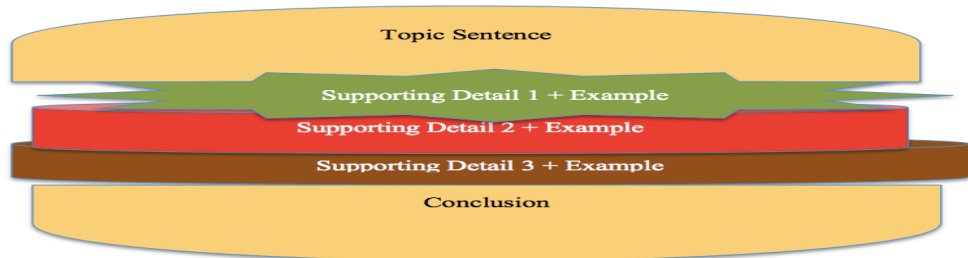 Topic Sentence
Supporting Detail 1 + Example
Supporting Detail 2 + Example
Supporting Detail 3 + Example
Conclusion